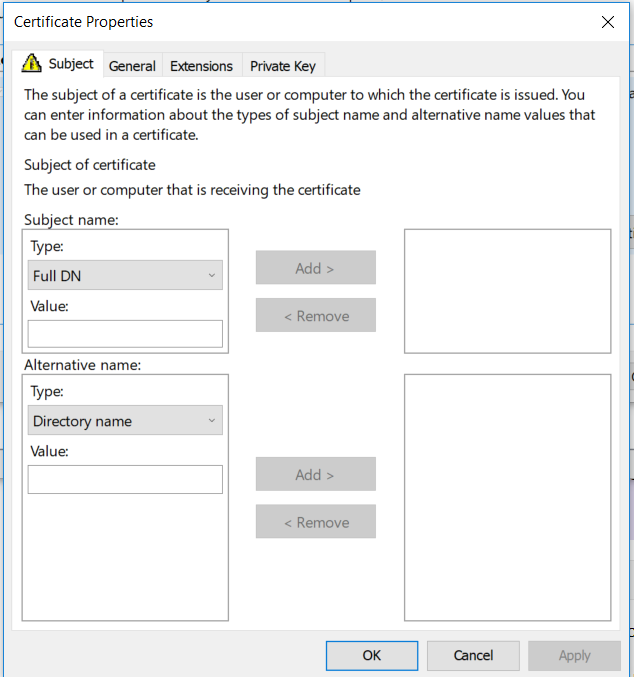 Certificate Properties
Subject General Extensions Private Key
The subject of a certificate is the user or computer to which the certificate is issued. You
can enter information about the types of subject name and alternative name values that
can be used in a certificate.
Subject of certificate
The user or computer that is receiving the certificate
Subject name:
Type:
Full DN
Value:
Add >
< Remove
Alternative name:
Type:
Directory name
Value:
Add >
< Remove
OK Cancel Apply